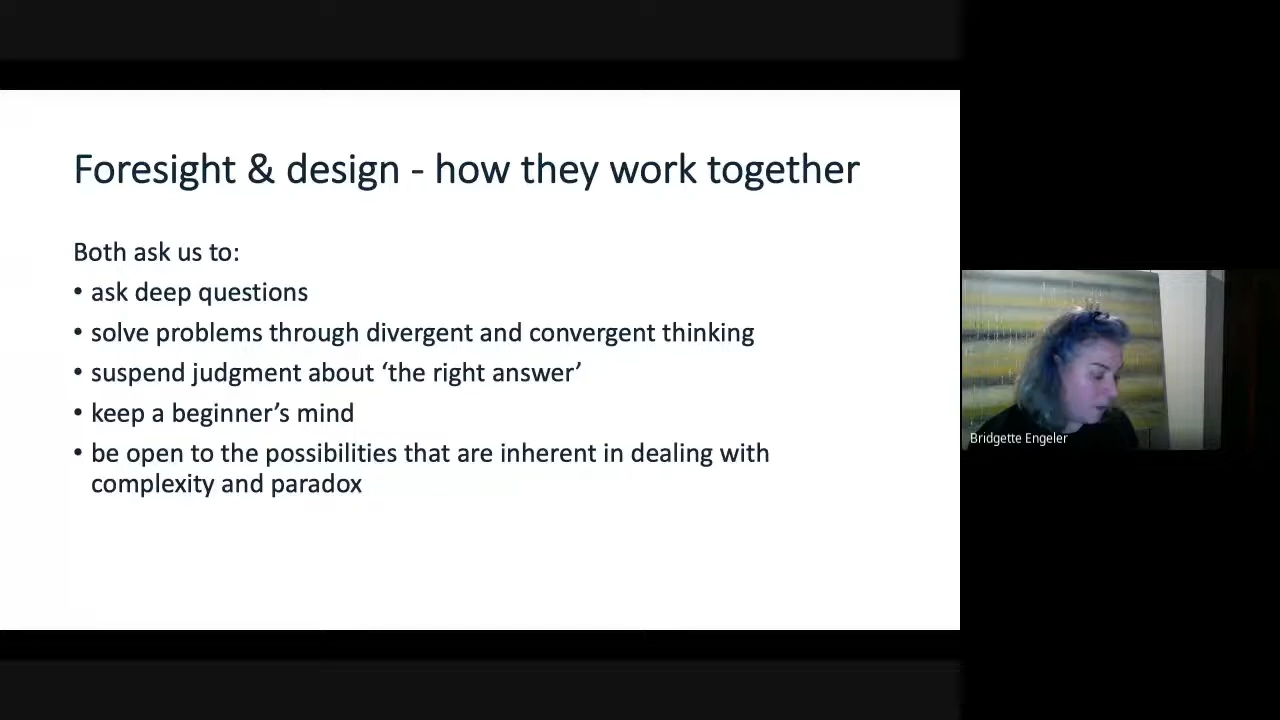 Foresight & design - how they work together
Both ask us to:
• ask deep questions
• solve problems through divergent and convergent thinking
• suspend judgment about ‘the right answer’
• keep a beginner’s mind
• be open to the possibilities that are inherent in dealing with
complexity and paradox
Bridgette Engeler